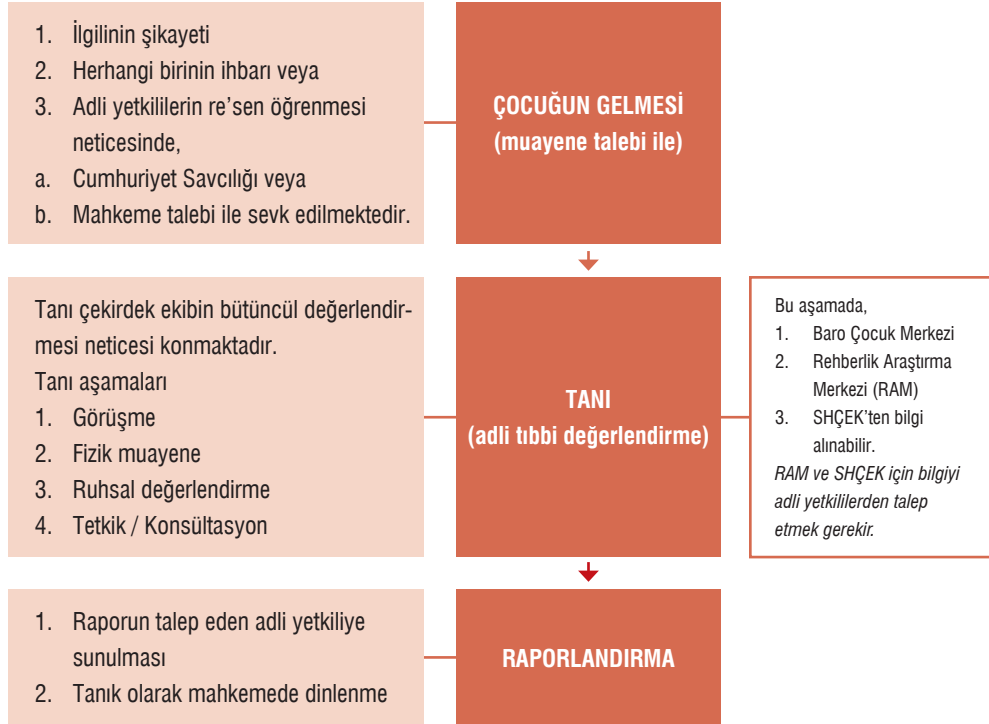 1. İlgilinin şikayeti
2. Herhangi birinin ihbarı veya
3. Adli yetkililerin re’sen öğrenmesi
neticesinde,
a. Cumhuriyet Savcılığı veya
b. Mahkeme talebi ile sevk edilmektedir.
ÇOCUĞUN GELMESİ
(muayene talebi ile)
Tanı çekirdek ekibin bütüncül değerlendir-
mesi neticesi konmaktadır.
Tanı aşamaları
1. Görüşme
2. Fizik muayene
3. Ruhsal değerlendirme
4. Tetkik / Konsültasyon
TANI
(adli tıbbi değerlendirme)
Bu aşamada,
1. Baro Çocuk Merkezi
2. Rehberlik Araştırma
Merkezi (RAM)
3. SHÇEK’ten bilgi
alınabilir.
RAM ve SHÇEK için bilgiyi
adli yetkililerden talep
etmek gerekir.
1. Raporun talep eden adli yetkiliye
sunulması
2. Tanık olarak mahkemede dinlenme
RAPORLANDIRMA